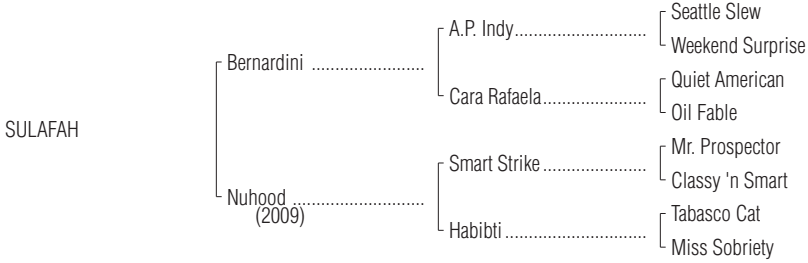 Seattle Slew
A.P. Indy..............................
Weekend Surprise
Bernardini .........................
Quiet American
Cara Rafaela........................
Oil Fable
SULAFAH
Mr. Prospector
Smart Strike........................
Classy 'n Smart
Nuhood .............................
(2009)
Tabasco Cat
Habibti ................................
Miss Sobriety